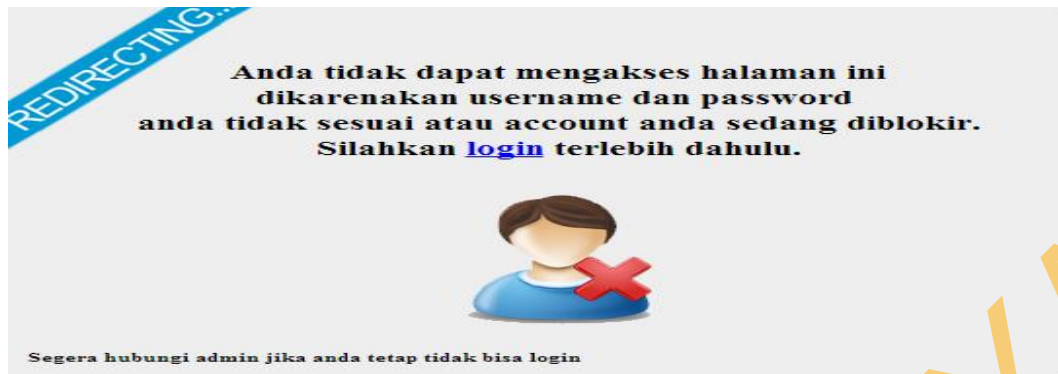 REDIRECTING...
Anda tidak dapat mengakses halaman ini
dikarenakan username dan password
anda tidak sesuai atau account anda sedang diblokir.
Silahkan login terlebih dahulu.
Segera hubungi admin jika anda tetap tidak bisa login